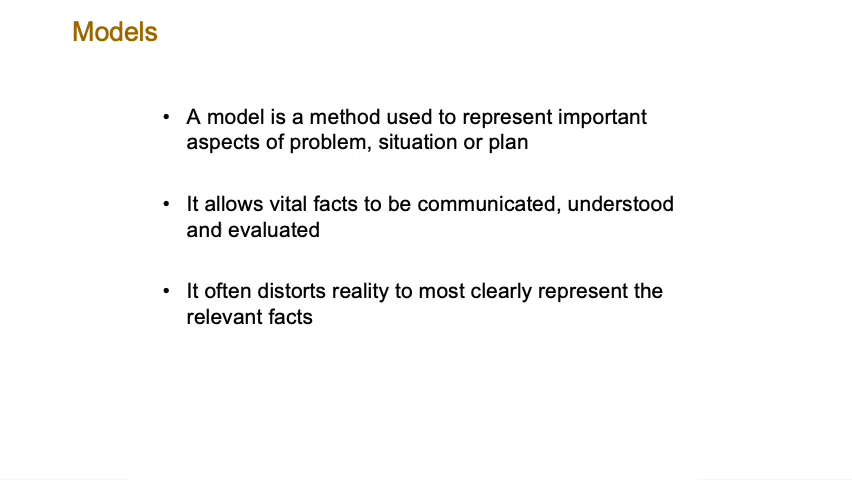 Models
• A model is a method used to represent important
aspects of problem, situation or plan
• It allows vital facts to be communicated, understood
and evaluated
• It often distorts reality to most clearly represent the
relevant facts